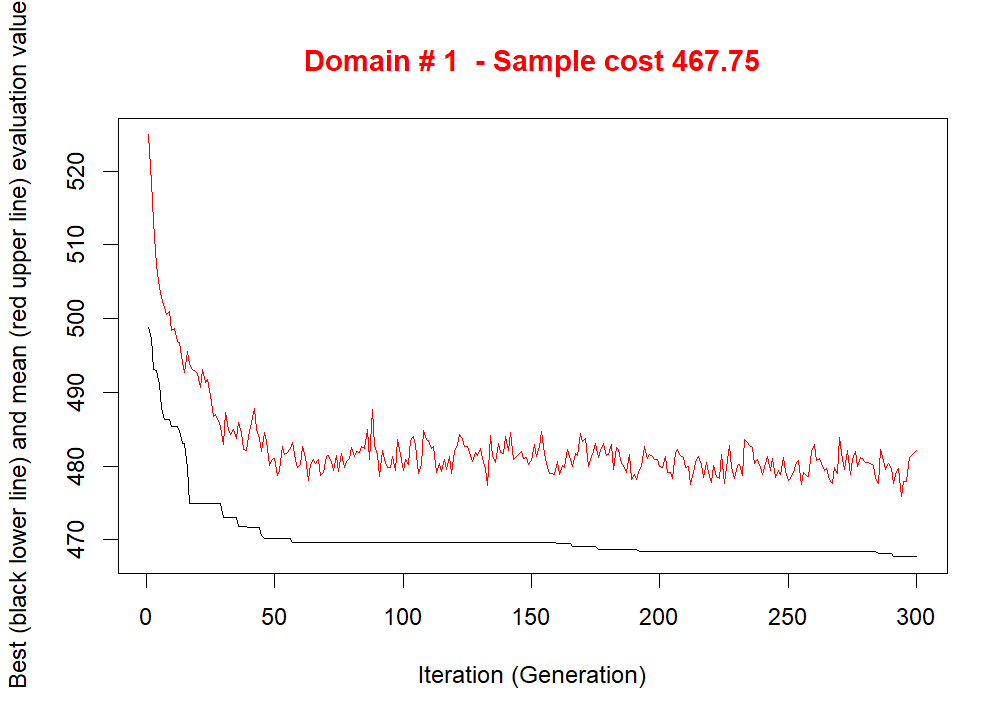 Domain # 1  - Sample cost 467.75
Best (black lower line) and mean (red upper line) evaluation value
520
510
500
490
480
470
0 50 100 150 200 250 300
Iteration (Generation)